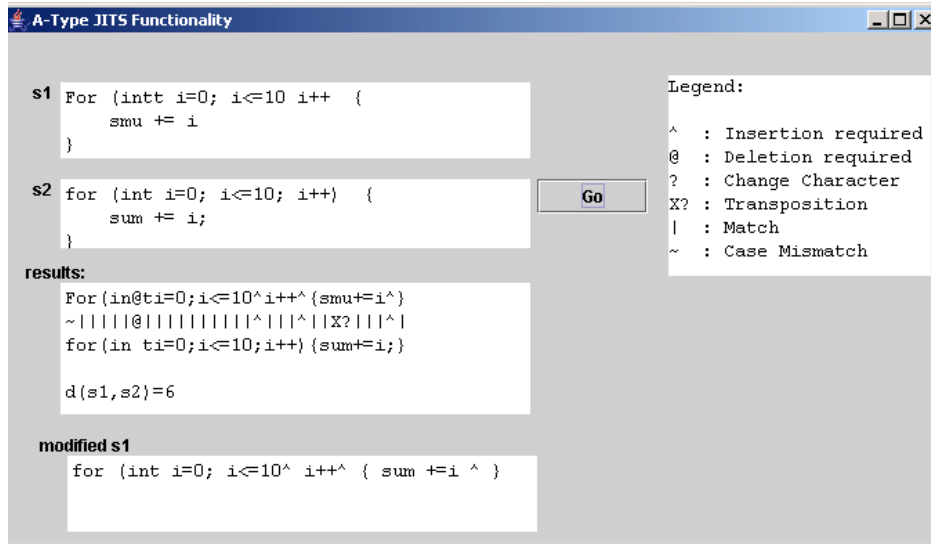 A-Type JITS Functionality
s1
For (intt i=0; i<=10 i++  {
    smu += i
}
s2
for (int i=0; i<=10; i++)  {
    sum += i;
}
Go
Legend:
^ : Insertion required
@ : Deletion required
? : Change Character
X? : Transposition
| : Match
~ : Case Mismatch
results:
For(in@ti=0;i<=10^i++^{smu+=i^}
~|||||@||||||||||^|||^||X?|||^|
for(in ti=0;i<=10;i++){sum+=i;}
d(s1,s2)=6
modified s1
for (int i=0; i<=10^ i++^ { sum +=i ^ }